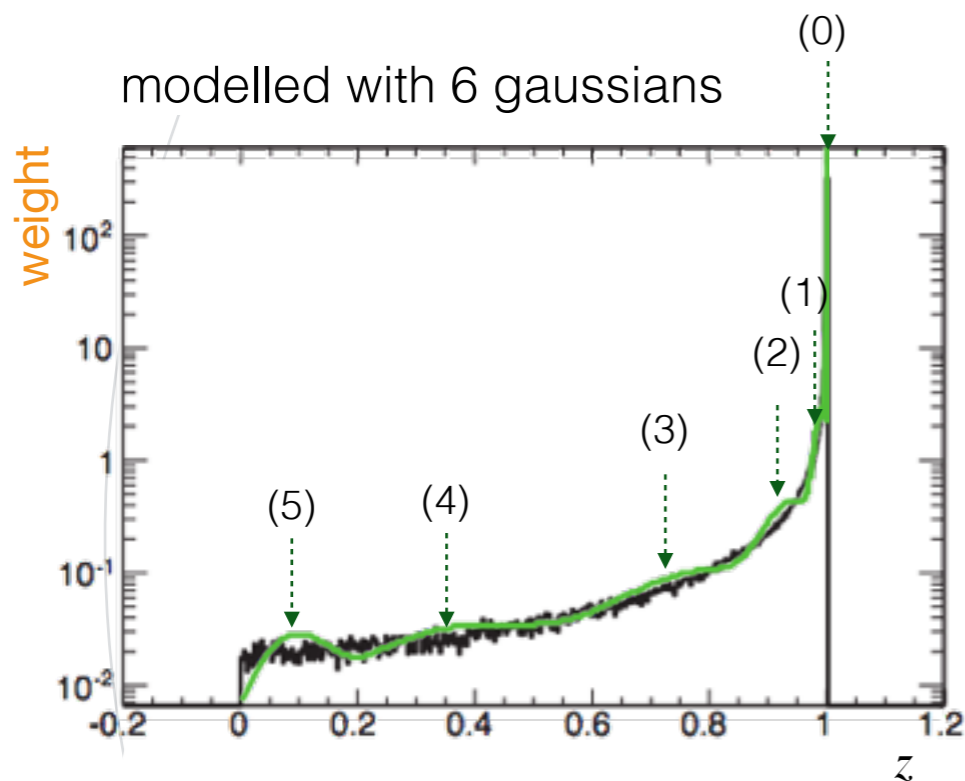 (0)
modelled with 6 gaussians
weight
10²
(1)
10
(2)
(3)
1
(5)
(4)
10⁻¹
10⁻²
-0.2 0 0.2 0.4 0.6 0.8 1 1.2
z